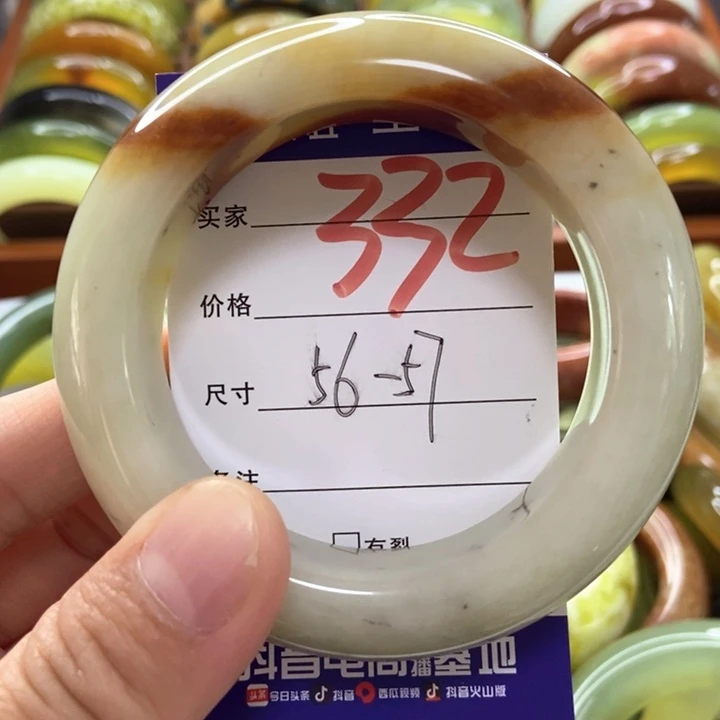 买家 332
价格
尺寸 56-57
备注
□有裂
抖音电商直播基地
今日头条 抖音 西瓜视频 抖音火山版